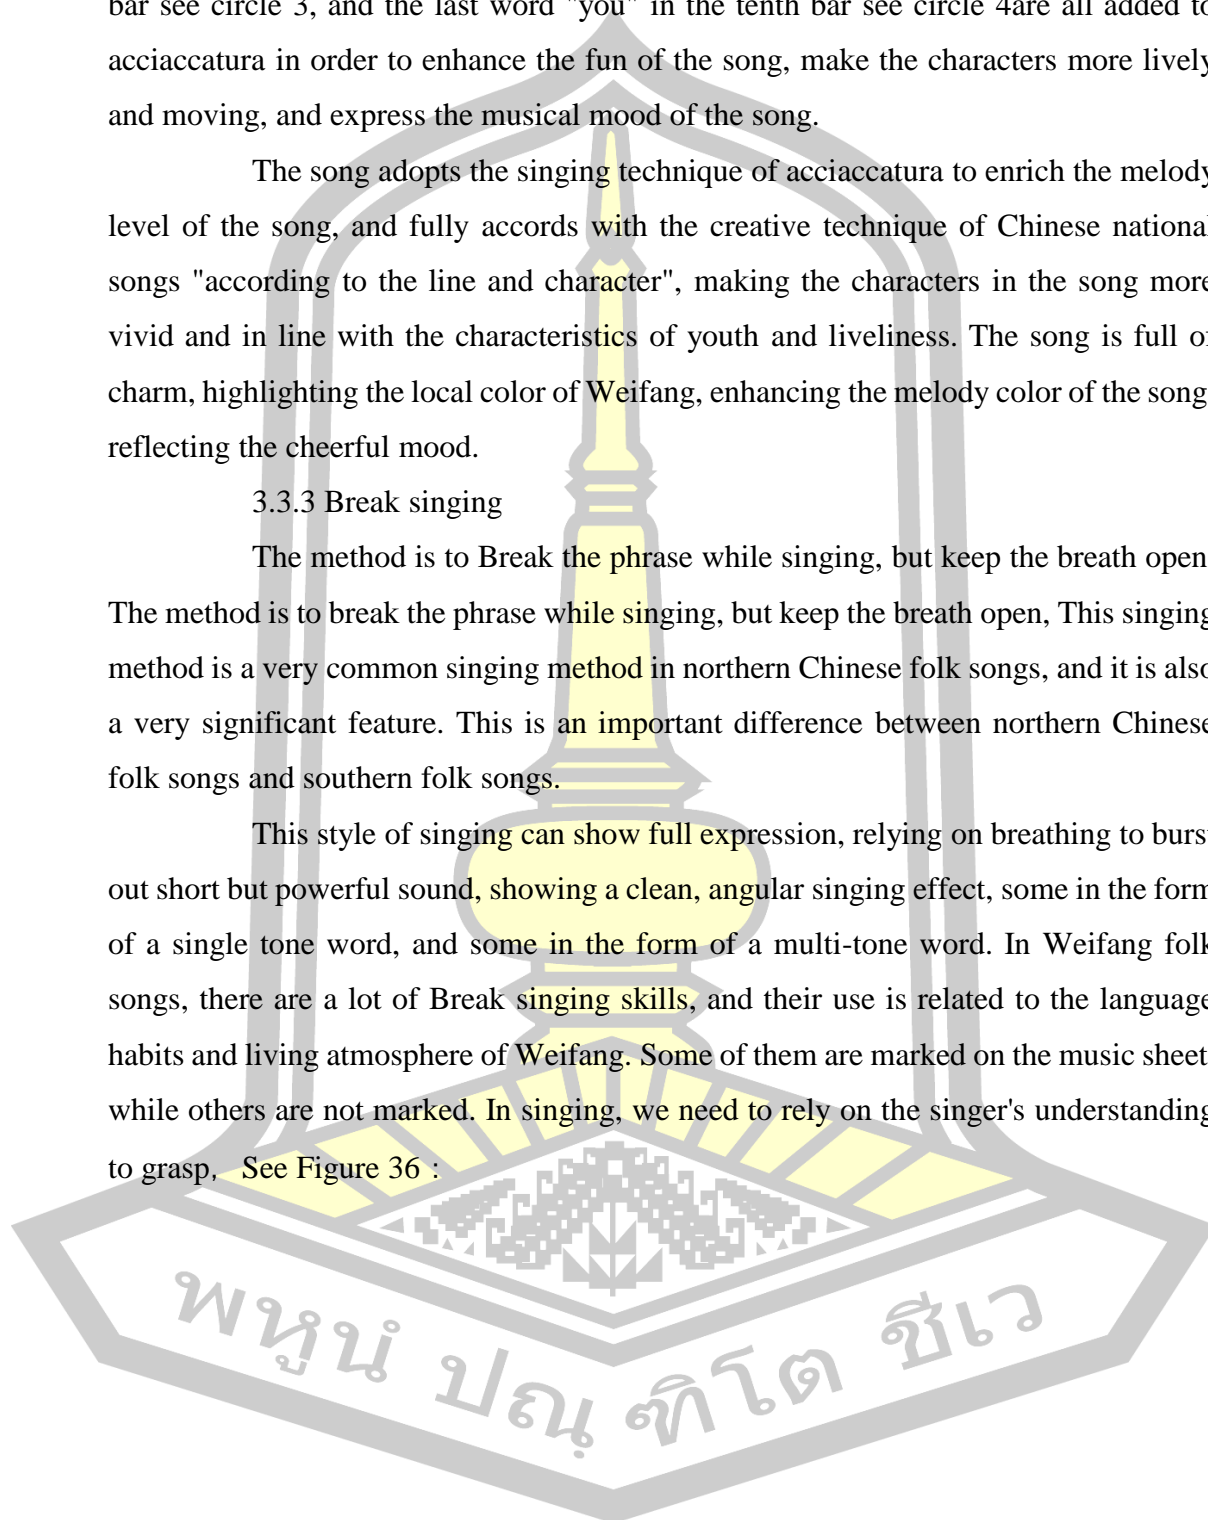 bar see circle 3, and the last word "you" in the tenth bar see circle 4are all added to
acciaccatura in order to enhance the fun of the song, make the characters more lively
and moving, and express the musical mood of the song.
The song adopts the singing technique of acciaccatura to enrich the melody
level of the song, and fully accords with the creative technique of Chinese national
songs "according to the line and character", making the characters in the song more
vivid and in line with the characteristics of youth and liveliness. The song is full of
charm, highlighting the local color of Weifang, enhancing the melody color of the song
reflecting the cheerful mood.
3.3.3 Break singing
The method is to Break the phrase while singing, but keep the breath open
The method is to break the phrase while singing, but keep the breath open, This singing
method is a very common singing method in northern Chinese folk songs, and it is also
a very significant feature. This is an important difference between northern Chinese
folk songs and southern folk songs.
This style of singing can show full expression, relying on breathing to burst
out short but powerful sound, showing a clean, angular singing effect, some in the form
of a single tone word, and some in the form of a multi-tone word. In Weifang folk
songs, there are a lot of Break singing skills, and their use is related to the language
habits and living atmosphere of Weifang. Some of them are marked on the music sheet
while others are not marked. In singing, we need to rely on the singer's understanding
to grasp， See Figure 36：
พหูนํ ปณฺฑิโต ชีเว